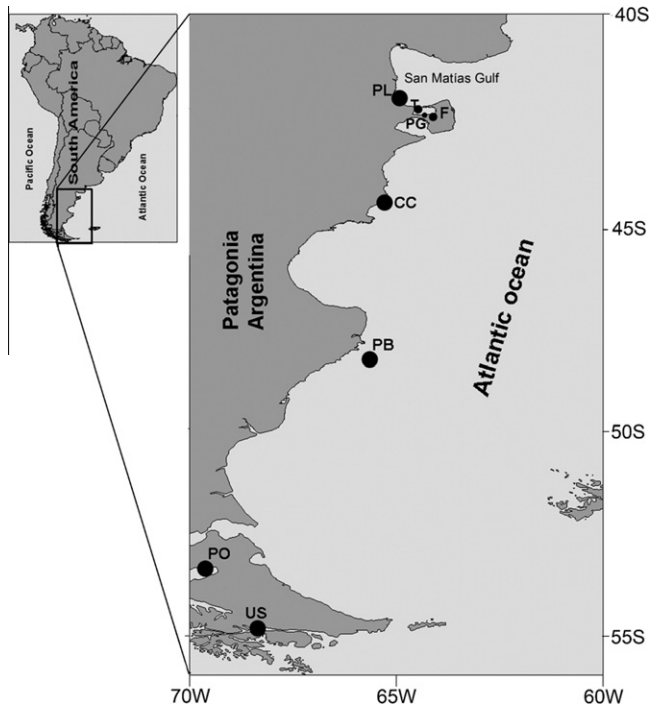 Pacific Ocean
South America
Atlantic Ocean
40S
San Matías Gulf
PL
T
F
PG
CC
45S
Patagonia
Argentina
Atlantic ocean
PB
50S
PO
US
55S
70W
65W
60W